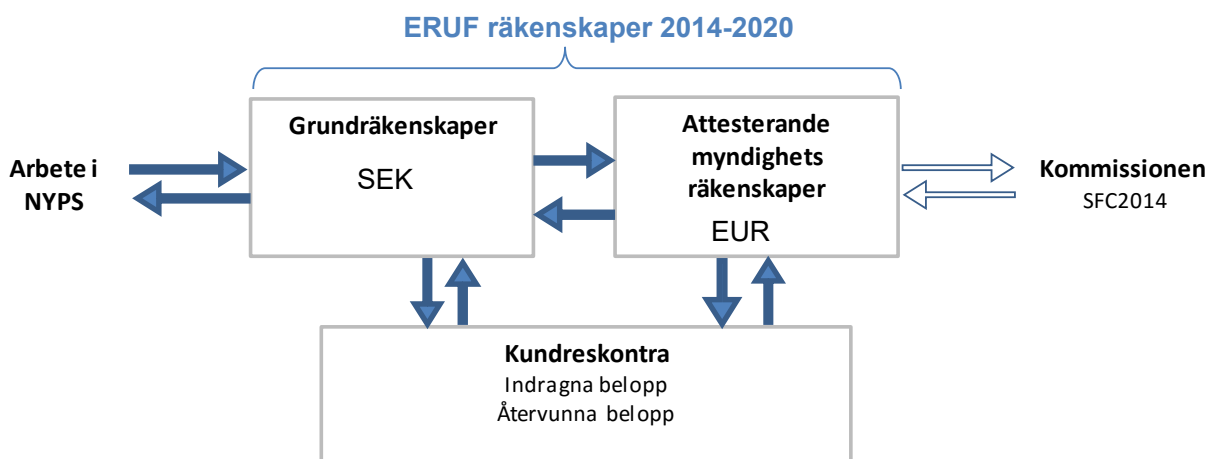 ERUF räkenskaper 2014-2020
Arbete i
NYPS
Grundräkenskaper
SEK
Attesterande
myndighets
räkenskaper
EUR
Kommissionen
SFC2014
Kundreskontra
Indragna belopp
Återvunna belopp